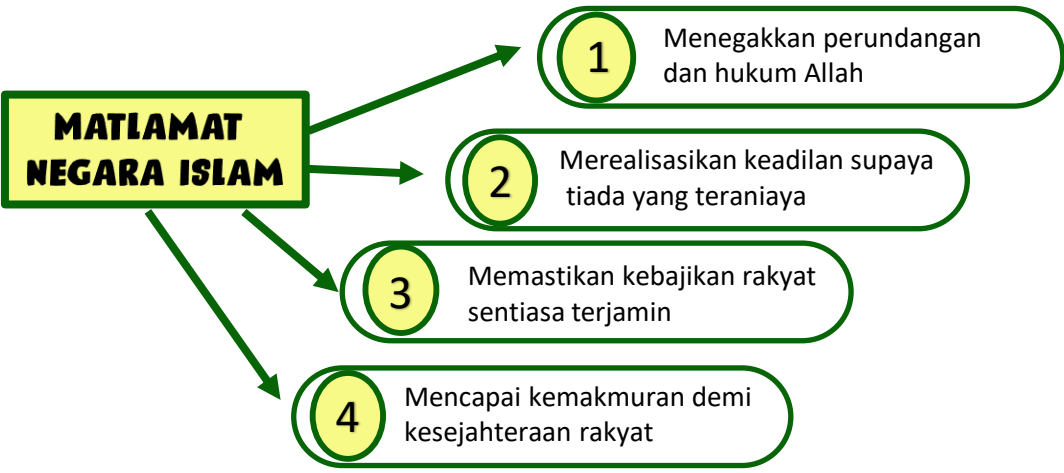 MATLAMAT
NEGARA ISLAM
1
Menegakkan perundangan
dan hukum Allah
2
Merealisasikan keadilan supaya
tiada yang teraniaya
3
Memastikan kebajikan rakyat
sentiasa terjamin
4
Mencapai kemakmuran demi
kesejahteraan rakyat